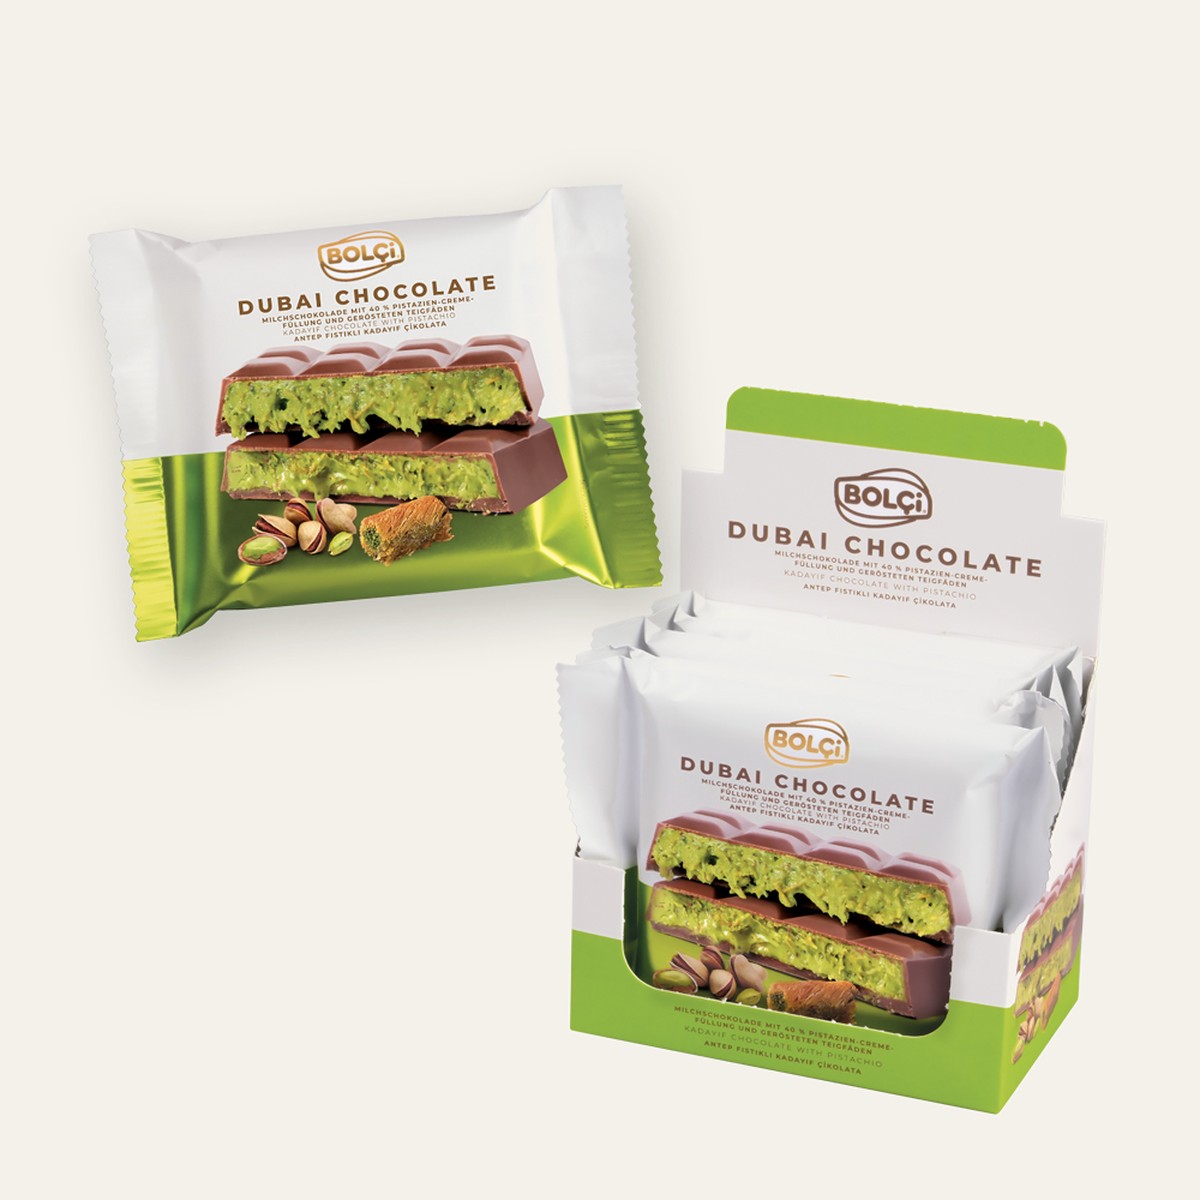 BOLÇi
DUBAI CHOCOLATE
MILCHSCHOKOLADE MIT 40 % PISTAZIEN-CREME-
FÜLLUNG UND GERÖSTETEN TEIGFÄDEN
KADAYIF CHOCOLATE WITH PISTACHIO
ANTEP FISTIKLI KADAYIF ÇİKOLATA
BOLÇi
DUBAI CHOCOLATE
MILCHSCHOKOLADE MIT 40 % PISTAZIEN-CREME-
FÜLLUNG UND GERÖSTETEN TEIGFÄDEN
KADAYIF CHOCOLATE WITH PISTACHIO
ANTEP FISTIKLI KADAYIF ÇİKOLATA
BOLÇi
DUBAI CHOCOLATE
MILCHSCHOKOLADE MIT 40 % PISTAZIEN-CREME-
FÜLLUNG UND GERÖSTETEN TEIGFÄDEN
KADAYIF CHOCOLATE WITH PISTACHIO
ANTEP FISTIKLI KADAYIF ÇİKOLATA
MILCHSCHOKOLADE MIT 40 % PISTAZIEN-CREME-
FÜLLUNG UND GERÖSTETEN TEIGFÄDEN
KADAYIF CHOCOLATE WITH PISTACHIO
ANTEP FISTIKLI KADAYIF ÇİKOLATA